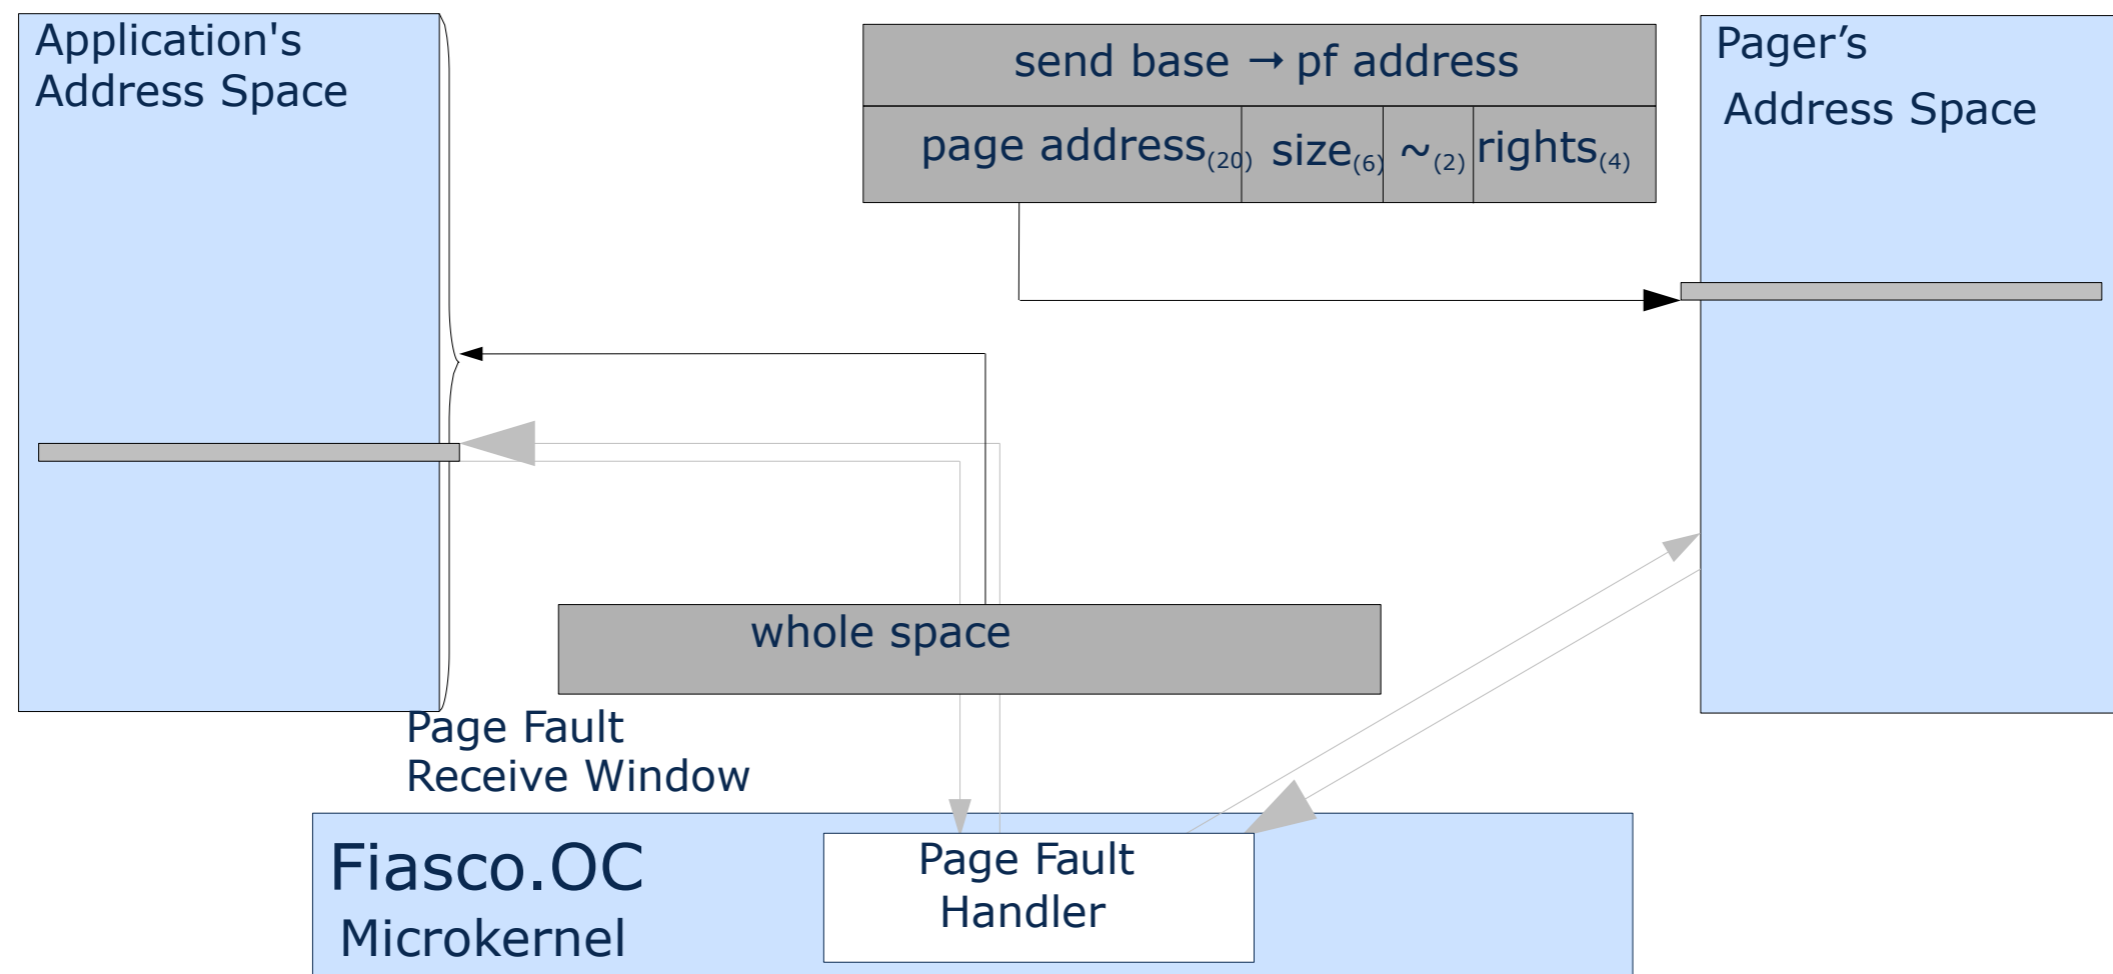 Application's
Address Space
send base → pf address
page address(20) size(6) ~(2) rights(4)
Pager’s
Address Space
whole space
Page Fault
Receive Window
Fiasco.OC
Microkernel
Page Fault
Handler